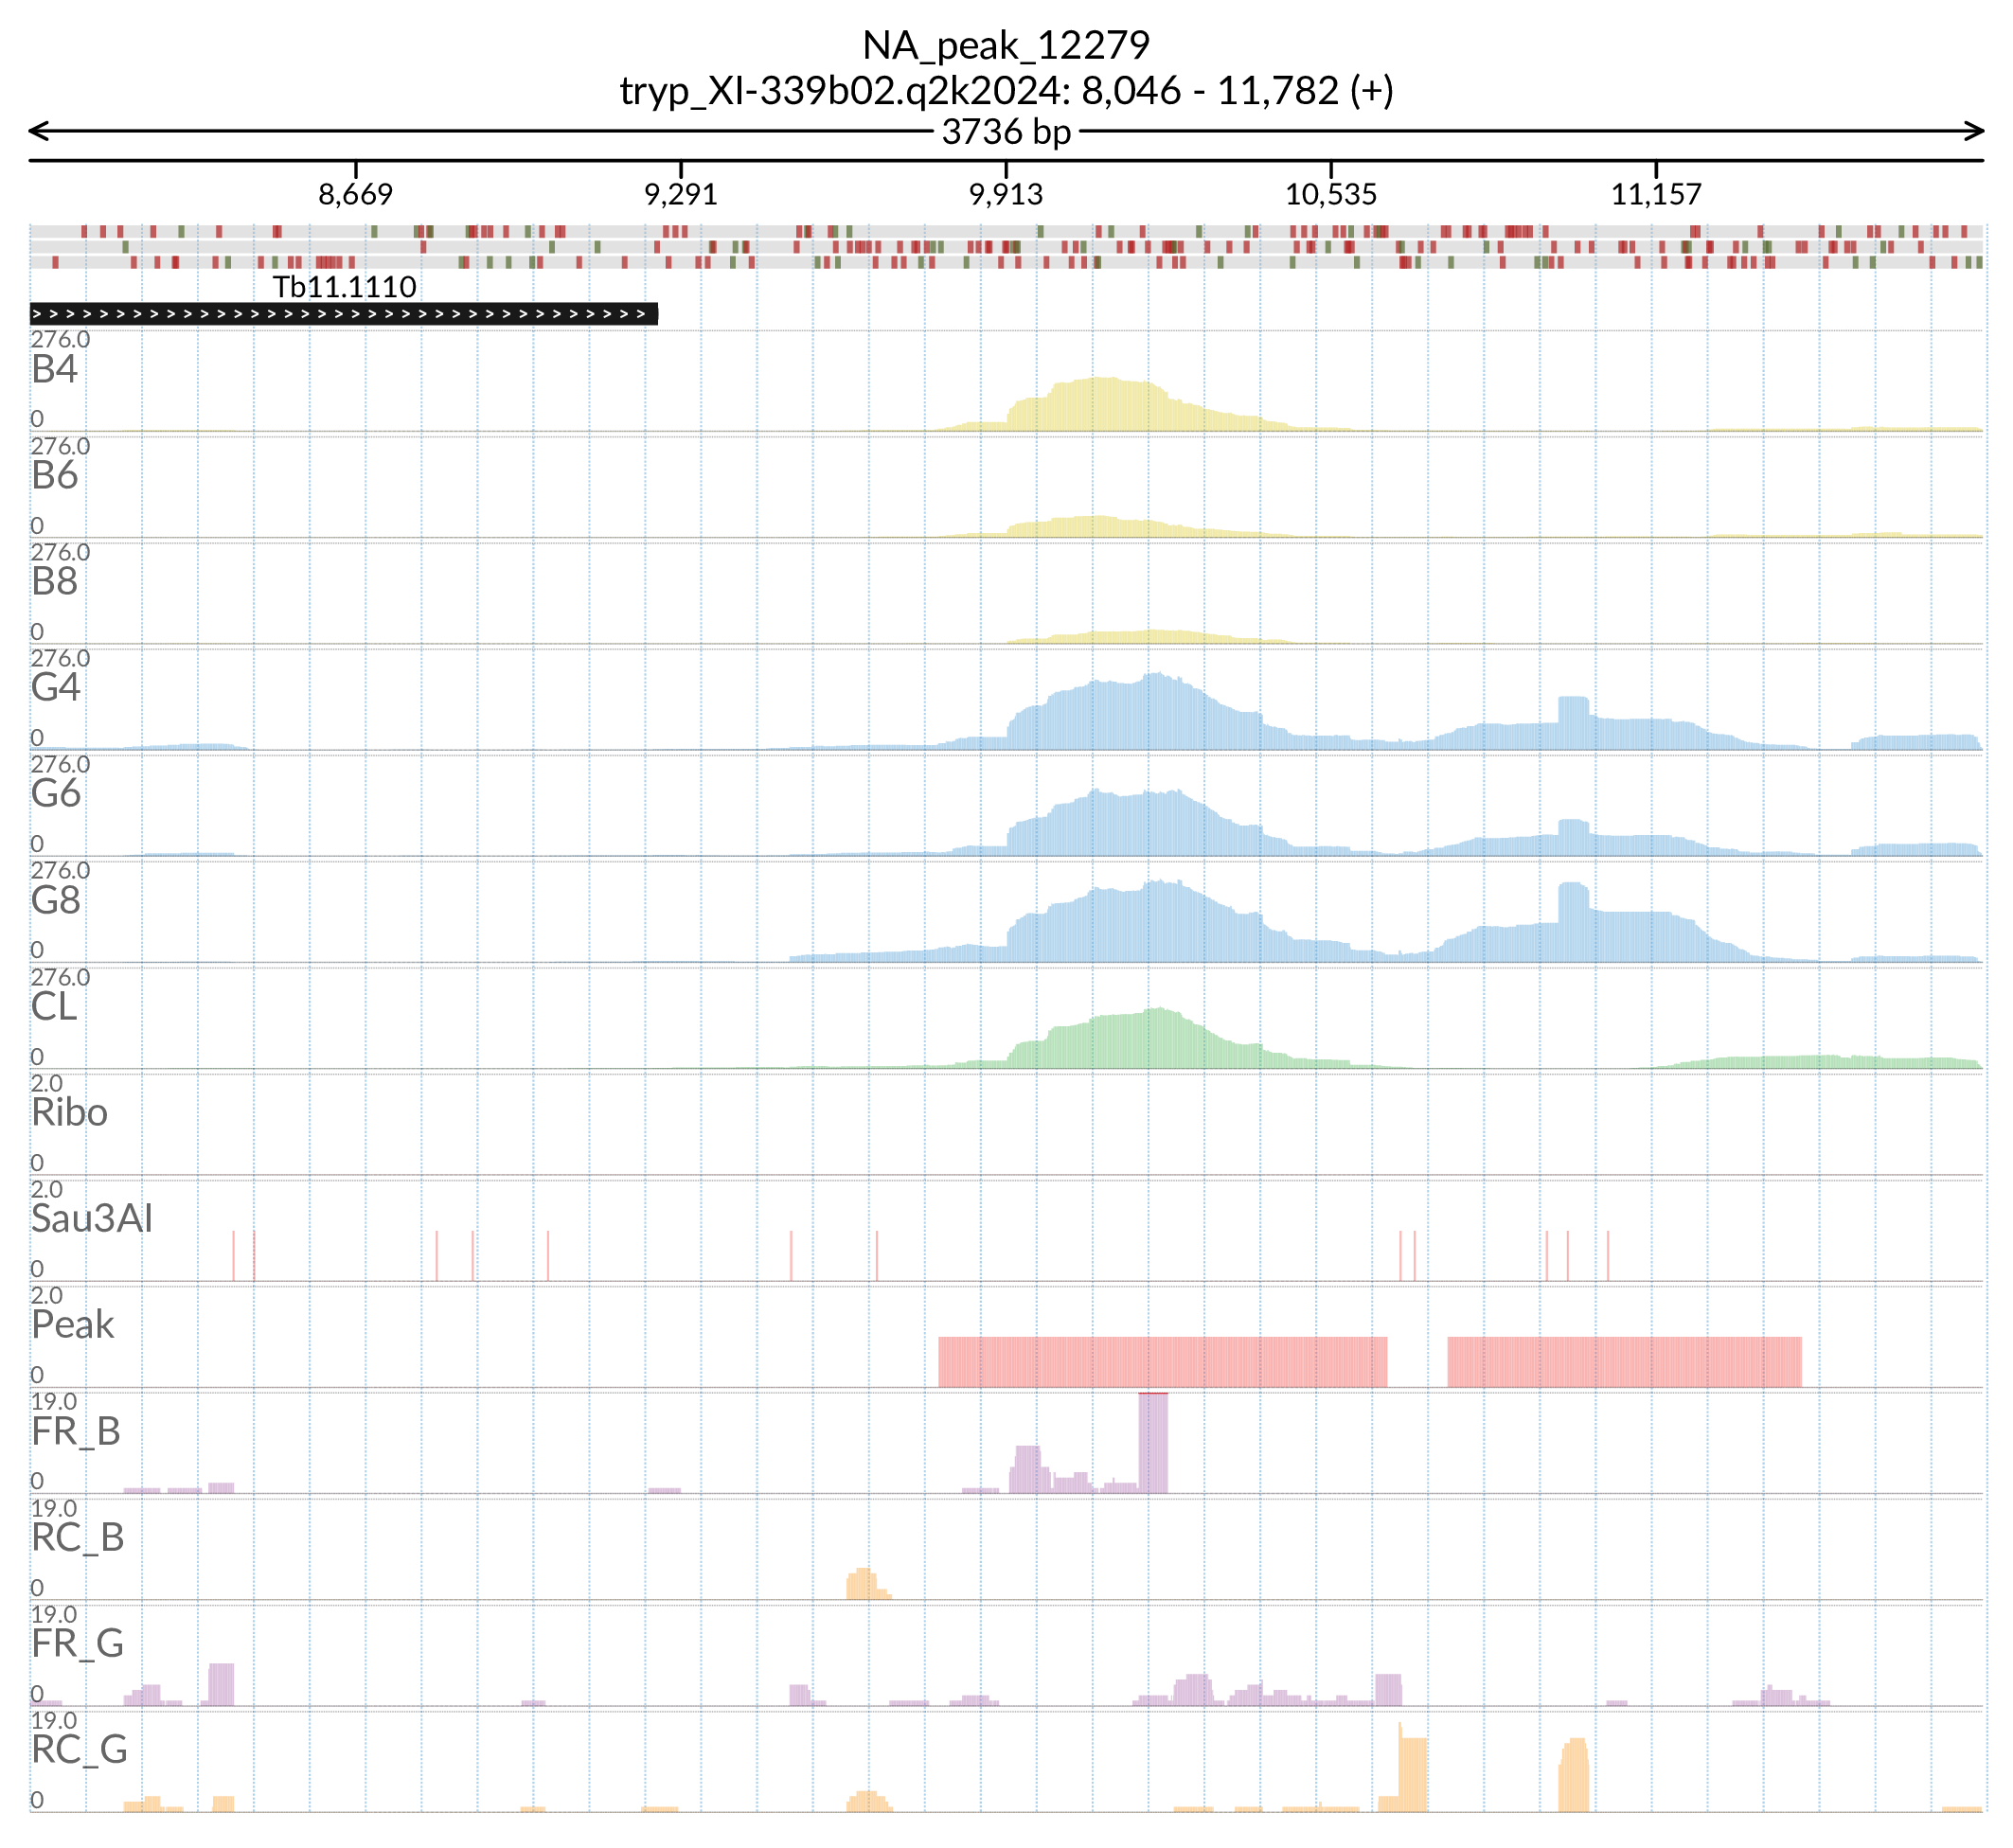 NA_peak_12279
tryp_XI-339b02.q2k2024: 8,046 - 11,782 (+)
3736 bp
8,669 9,291 9,913 10,535 11,157
Tb11.1110
276.0
B4
0
276.0
B6
0
276.0
B8
0
276.0
G4
0
276.0
G6
0
276.0
G8
0
276.0
CL
0
2.0
Ribo
0
2.0
Sau3AI
0
2.0
Peak
0
19.0
FR_B
0
19.0
RC_B
0
19.0
FR_G
0
19.0
RC_G
0